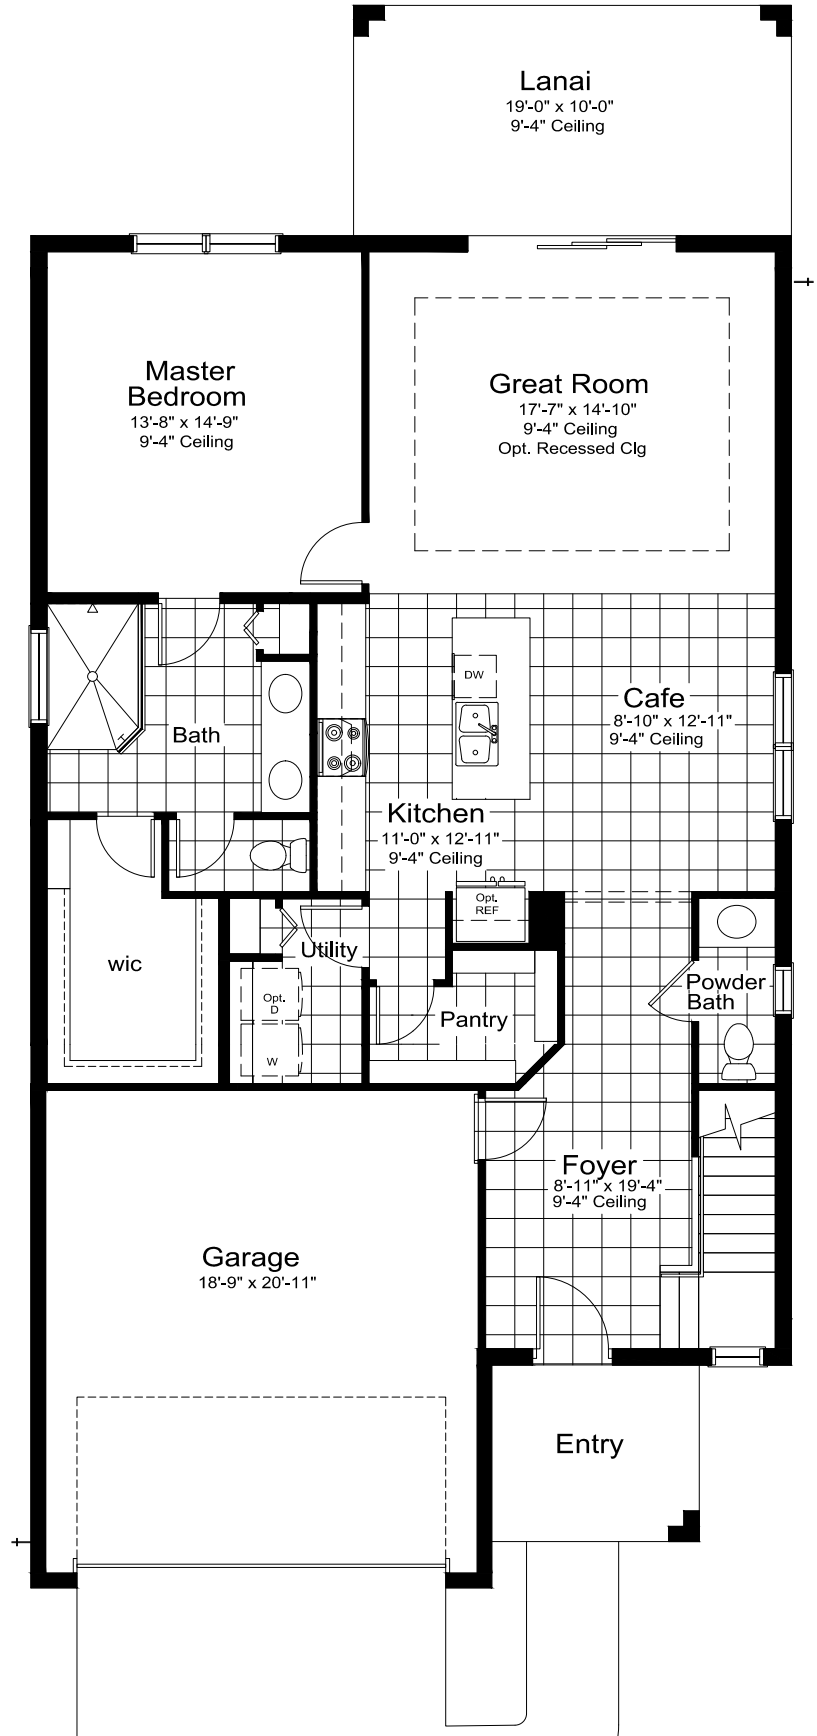 Lanai
19'-0" x 10'-0"
9'-4" Ceiling
Master
Bedroom
13'-8" x 14'-9"
9'-4" Ceiling
Great Room
17'-7" x 14'-10"
9'-4" Ceiling
Opt. Recessed Clg
DW
Cafe
8'-10" x 12'-11"
9'-4" Ceiling
Bath
Kitchen
11'-0" x 12'-11"
9'-4" Ceiling
Opt.
REF
Utility
wic
Powder
Bath
Opt.
D
Pantry
W
Foyer
8'-11" x 19'-4"
9'-4" Ceiling
Garage
18'-9" x 20'-11"
Entry